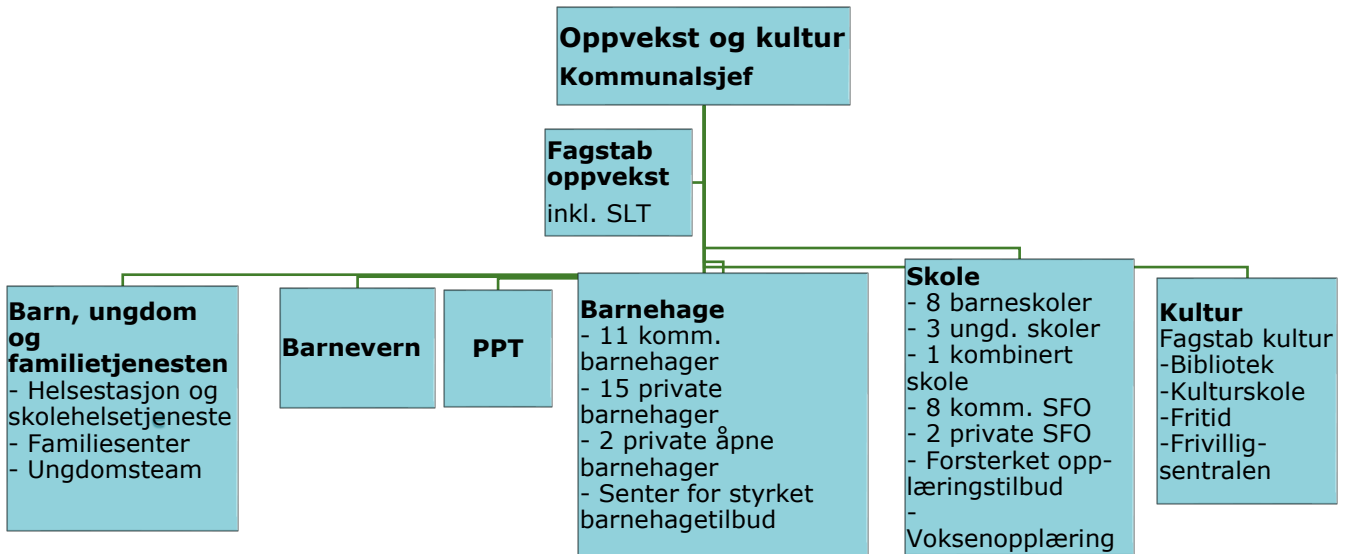 Oppvekst og kultur
Kommunalsjef
Fagstab
oppvekst
inkl. SLT
Barn, ungdom
og
familietjenesten
- Helsestasjon og
skolehelsetjeneste
- Familiesenter
- Ungdomsteam
Barnevern
PPT
Barnehage
- 11 komm.
barnehager
- 15 private
barnehager
- 2 private åpne
barnehager
- Senter for styrket
barnehagetilbud
Skole
- 8 barneskoler
- 3 ungd. skoler
- 1 kombinert
skole
- 8 komm. SFO
- 2 private SFO
- Forsterket opp-
læringstilbud
-
Voksenopplæring
Kultur
Fagstab kultur
-Bibliotek
-Kulturskole
-Fritid
-Frivillig-
sentralen